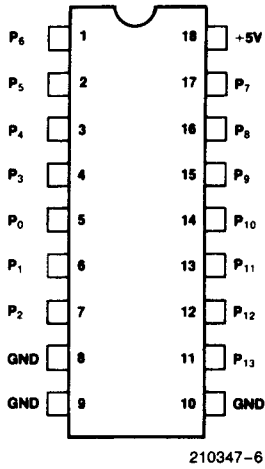 P6 1 18 +5V
P5 2 17 P7
P4 3 16 P8
P3 4 15 P9
P0 5 14 P10
P1 6 13 P11
P2 7 12 P12
GND 8 11 P13
GND 9 10 GND
210347-6